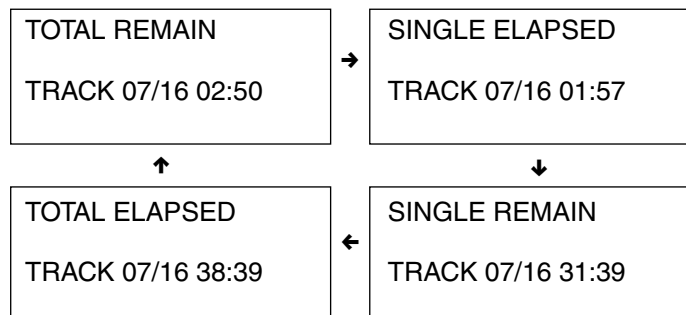 TOTAL REMAIN
TRACK 07/16 02:50
SINGLE ELAPSED
TRACK 07/16 01:57
TOTAL ELAPSED
TRACK 07/16 38:39
SINGLE REMAIN
TRACK 07/16 31:39